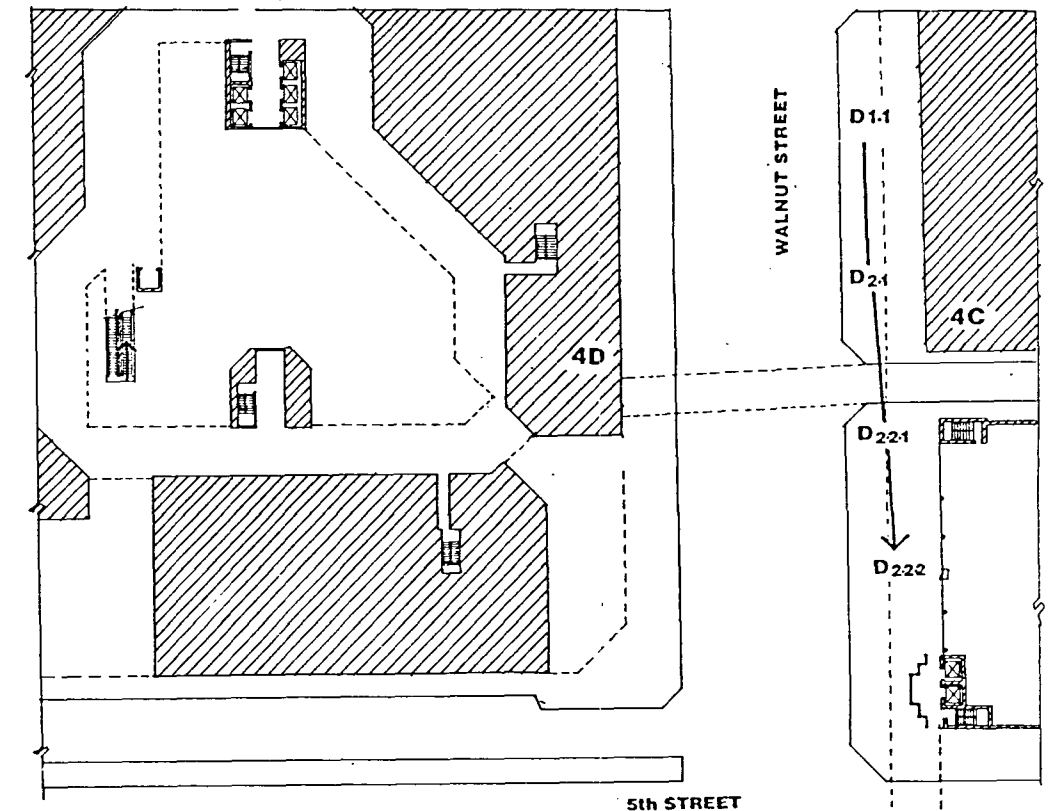 WALNUT STREET
D1·1
D2·1
4C
4D
D2·2·1
D2·2·2
5th STREET